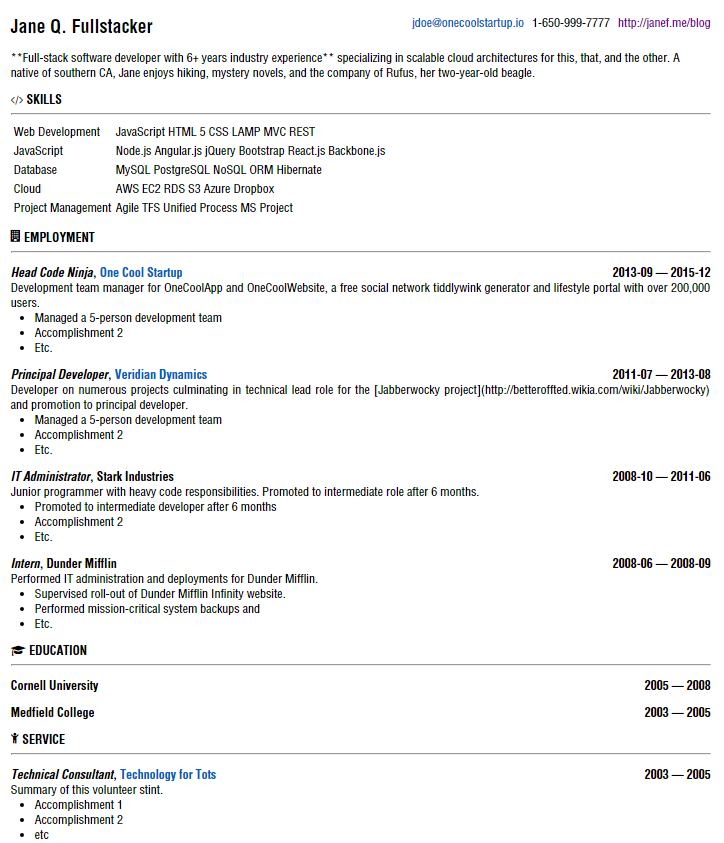 Jane Q. Fullstacker jdoe@onecoolstartup.io 1-650-999-7777 http://janef.me/blog
**Full-stack software developer with 6+ years industry experience** specializing in scalable cloud architectures for this, that, and the other. A
native of southern CA, Jane enjoys hiking, mystery novels, and the company of Rufus, her two-year-old beagle.
</> SKILLS
Web Development JavaScript HTML 5 CSS LAMP MVC REST
JavaScript Node.js Angular.js jQuery Bootstrap React.js Backbone.js
Database MySQL PostgreSQL NoSQL ORM Hibernate
Cloud AWS EC2 RDS S3 Azure Dropbox
Project Management Agile TFS Unified Process MS Project
EMPLOYMENT
Head Code Ninja, One Cool Startup 2013-09 — 2015-12
Development team manager for OneCoolApp and OneCoolWebsite, a free social network tiddlywink generator and lifestyle portal with over 200,000
users.
• Managed a 5-person development team
• Accomplishment 2
• Etc.
Principal Developer, Veridian Dynamics 2011-07 — 2013-08
Developer on numerous projects culminating in technical lead role for the [Jabberwocky project](http://betteroffted.wikia.com/wiki/Jabberwocky)
and promotion to principal developer.
• Managed a 5-person development team
• Accomplishment 2
• Etc.
IT Administrator, Stark Industries 2008-10 — 2011-06
Junior programmer with heavy code responsibilities. Promoted to intermediate role after 6 months.
• Promoted to intermediate developer after 6 months
• Accomplishment 2
• Etc.
Intern, Dunder Mifflin 2008-06 — 2008-09
Performed IT administration and deployments for Dunder Mifflin.
• Supervised roll-out of Dunder Mifflin Infinity website.
• Performed mission-critical system backups and
• Etc.
EDUCATION
Cornell University 2005 — 2008
Medfield College 2003 — 2005
SERVICE
Technical Consultant, Technology for Tots 2003 — 2005
Summary of this volunteer stint.
• Accomplishment 1
• Accomplishment 2
• etc